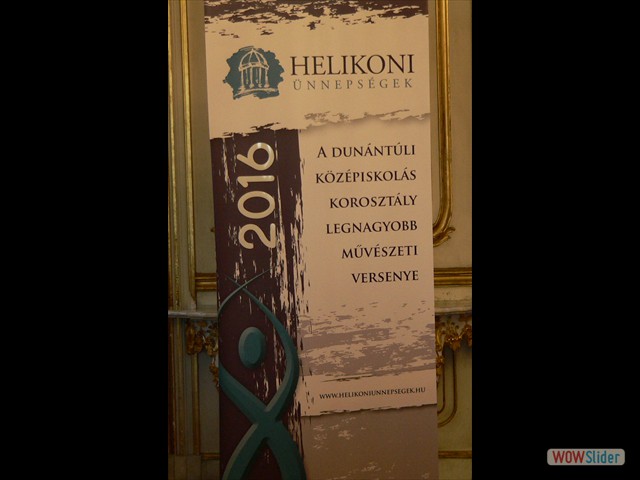 HELIKONI
ÜNNEPSÉGEK
2016
A DUNÁNTÚLI
KÖZÉPISKOLÁS
KOROSZTÁLY
LEGNAGYOBB
MŰVÉSZETI
VERSENYE
WWW.HELIKONIUNNEPSEGEK.HU
WOWSlider